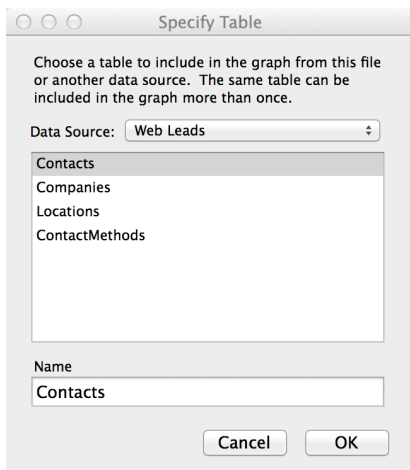 Specify Table
Choose a table to include in the graph from this file
or another data source.  The same table can be
included in the graph more than once.
Data Source: Web Leads
Contacts
Companies
Locations
ContactMethods
Name
Contacts
Cancel OK